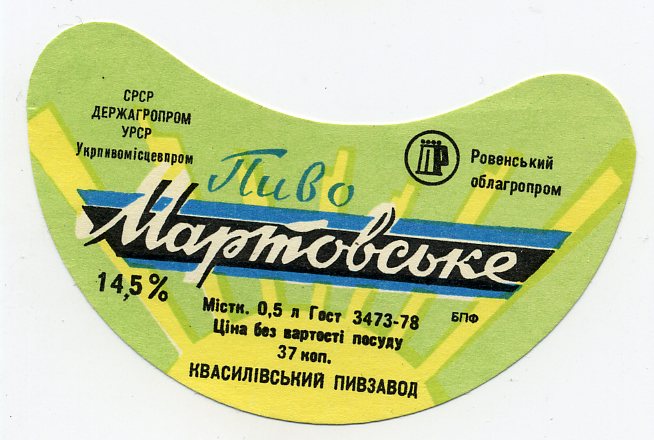 СРСР
ДЕРЖАГРОПРОМ
УРСР
Укрпивомісцевпром
ПР
Ровенський
облагропром
Пиво
Мартовське
14,5%
Містк. 0,5 л Гост 3473-78
БПФ
Ціна без вартості посуду
37 коп.
КВАСИЛІВСЬКИЙ ПИВЗАВОД